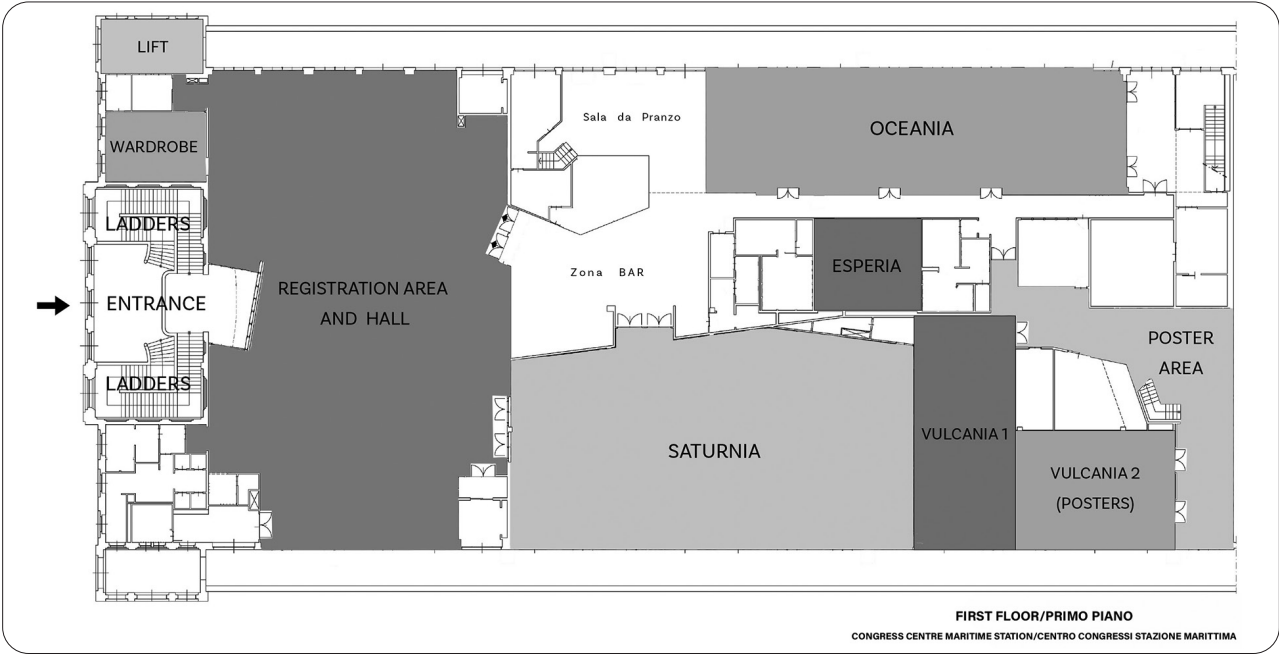 LIFT
Sala da Pranzo
OCEANIA
WARDROBE
LADDERS
ESPERIA
Zona BAR
REGISTRATION AREA
AND HALL
ENTRANCE
POSTER
AREA
LADDERS
SATURNIA
VULCANIA 1
VULCANIA 2
(POSTERS)
FIRST FLOOR/PRIMO PIANO
CONGRESS CENTRE MARITIME STATION/CENTRO CONGRESSI STAZIONE MARITTIMA